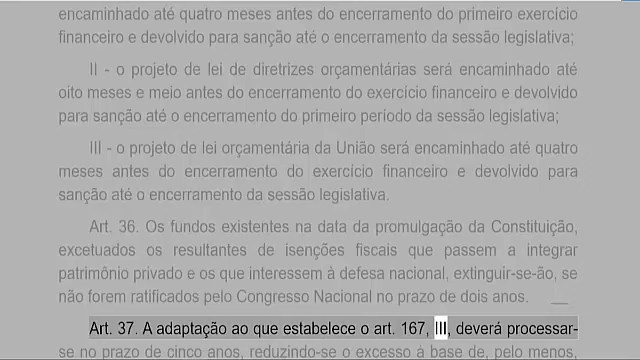 encaminhado até quatro meses antes do encerramento do primeiro exercício
financeiro e devolvido para sanção até o encerramento da sessão legislativa;
II - o projeto de lei de diretrizes orçamentárias será encaminhado até
oito meses e meio antes do encerramento do exercício financeiro e devolvido
para sanção até o encerramento do primeiro período da sessão legislativa;
III - o projeto de lei orçamentária da União será encaminhado até quatro
meses antes do encerramento do exercício financeiro e devolvido para
sanção até o encerramento da sessão legislativa.
Art. 36. Os fundos existentes na data da promulgação da Constituição,
excetuados os resultantes de isenções fiscais que passem a integrar
patrimônio privado e os que interessem à defesa nacional, extinguir-se-ão, se
não forem ratificados pelo Congresso Nacional no prazo de dois anos.
Art. 37. A adaptação ao que estabelece o art. 167, III, deverá processar-
se no prazo de cinco anos, reduzindo-se o excesso à base de, pelo menos,